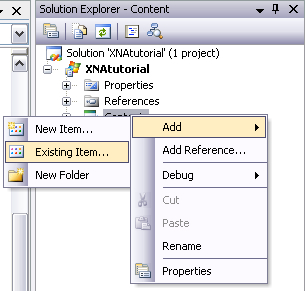 Solution Explorer - Content
Solution 'XNAtutorial' (1 project)
XNAtutorial
Properties
References
New Item...
Existing Item...
New Folder
Add
Add Reference...
Debug
Cut
Paste
Rename
Properties